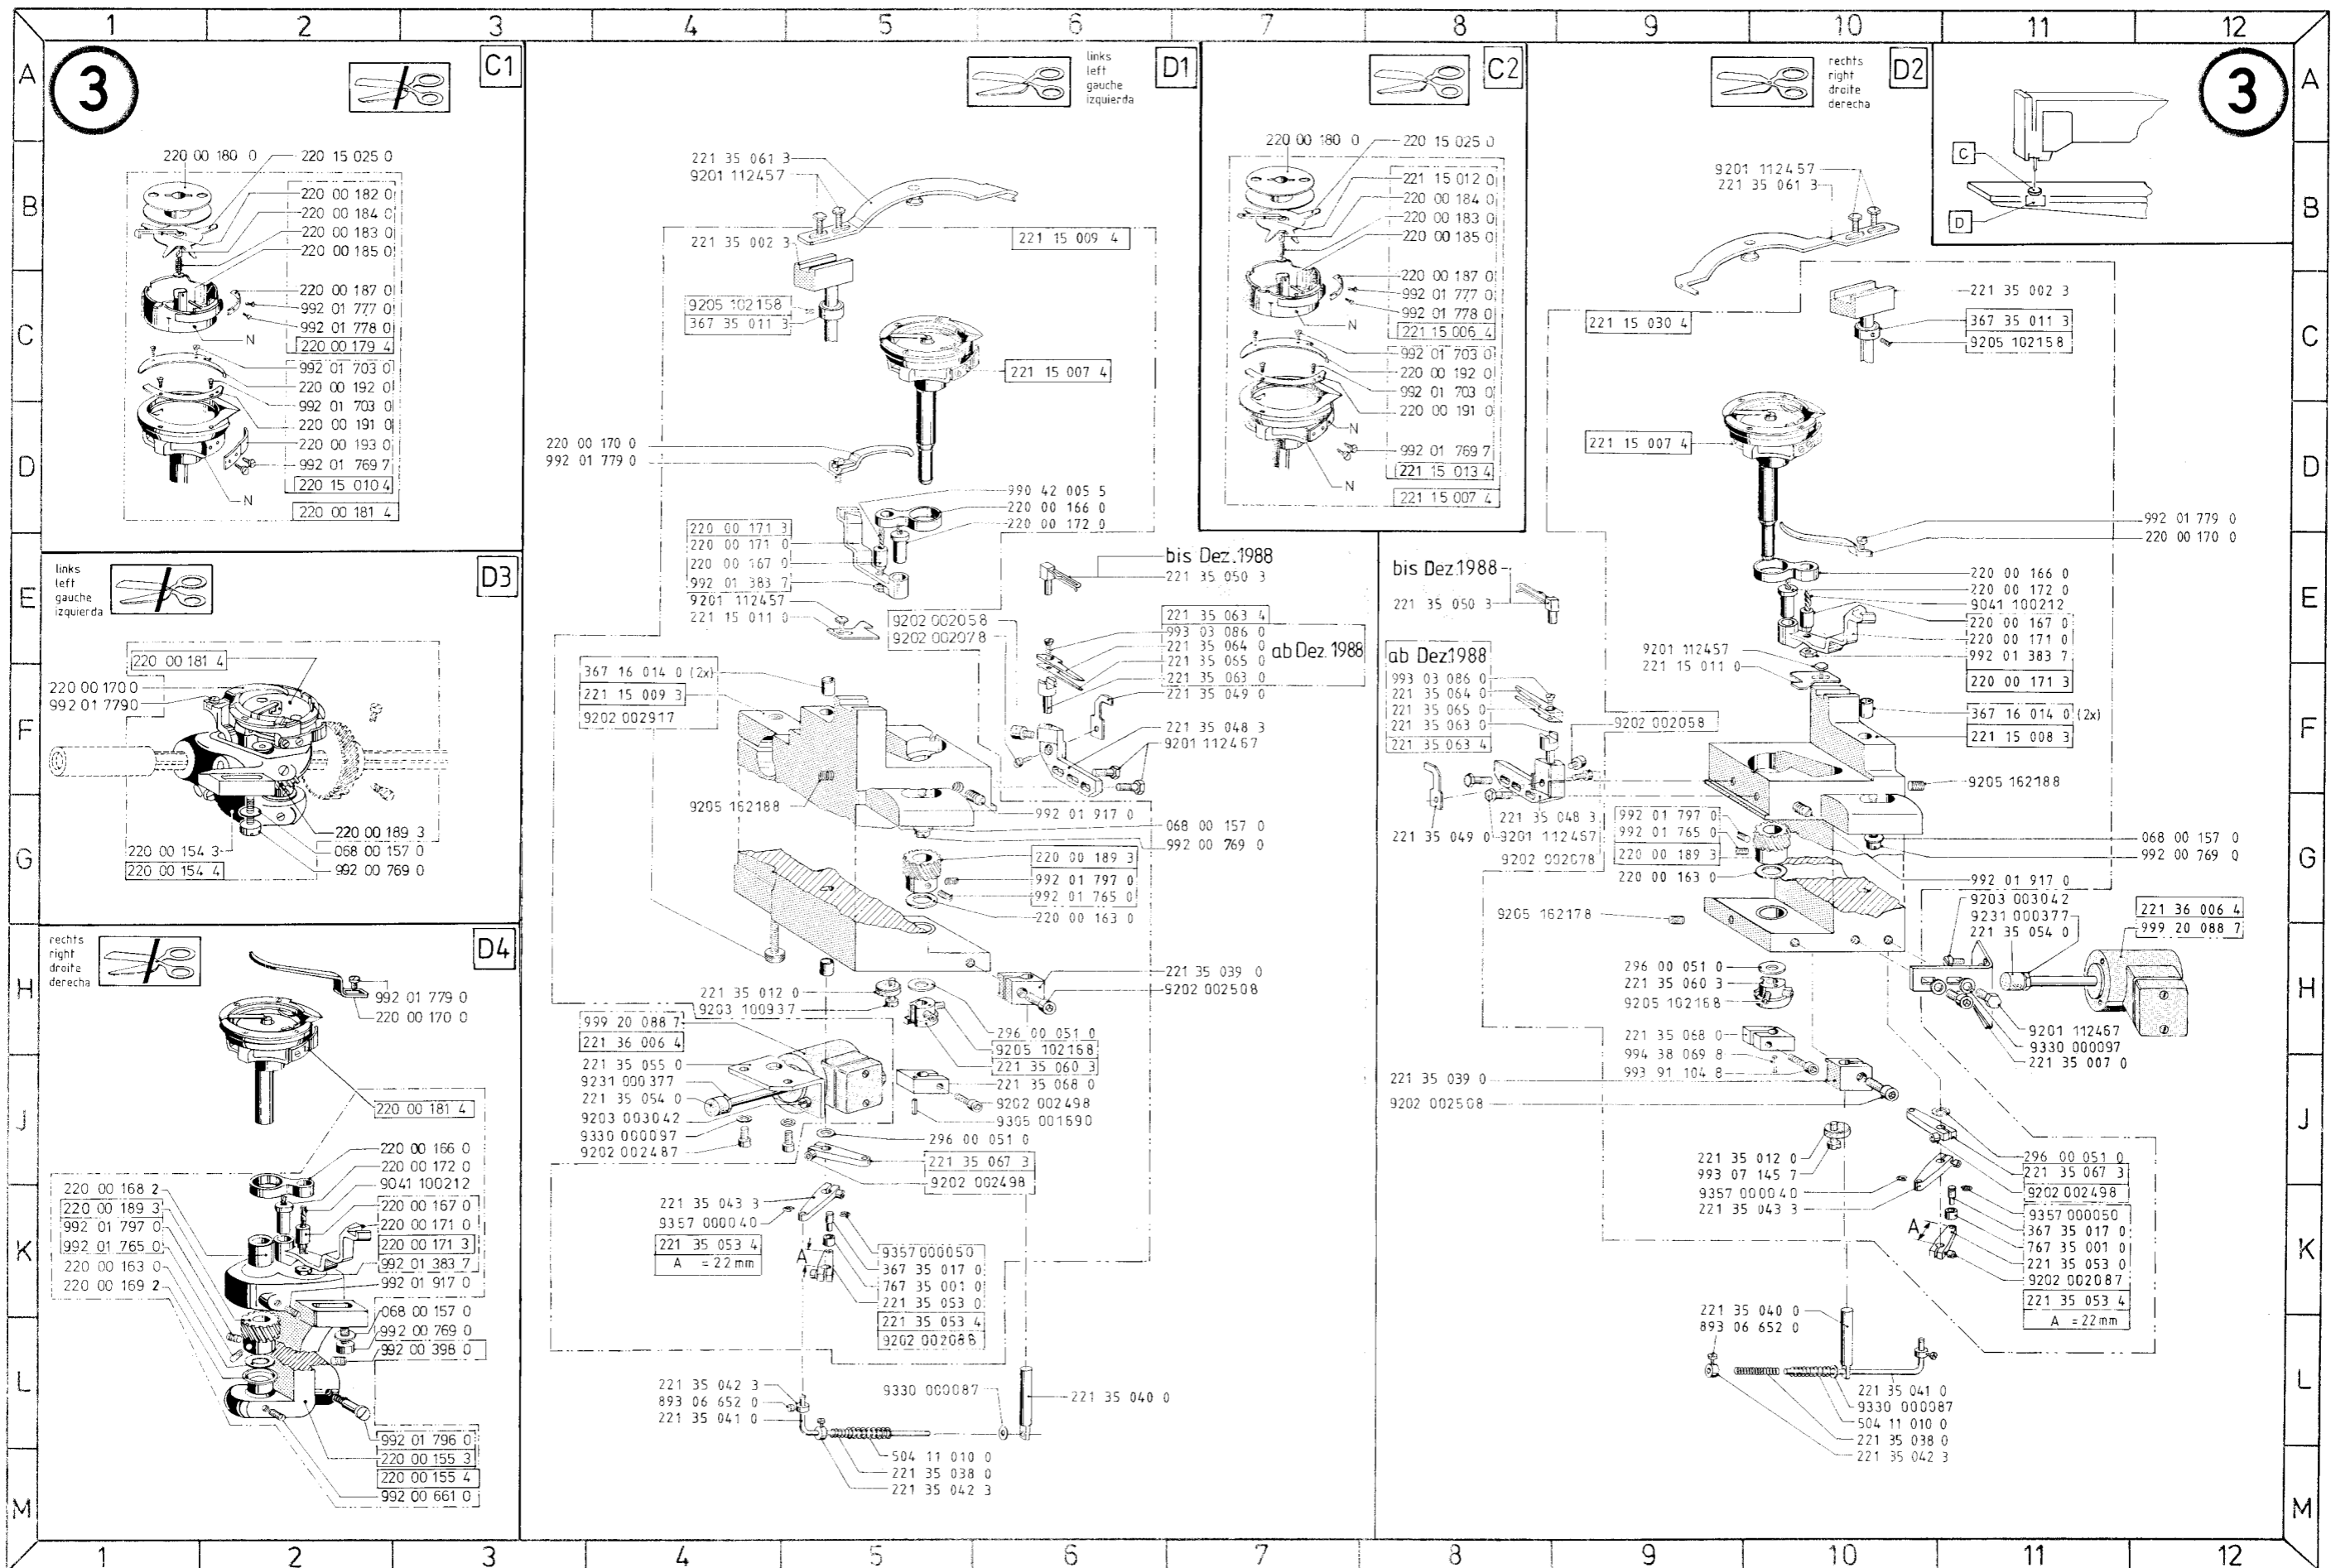 1 2 3 4 5 6 7 8 9 10 11 12
A
B
C
D
E
F
G
H
J
K
L
M
3
C1
220 00 180 0
220 15 025 0
220 00 182 0
220 00 184 0
220 00 183 0
220 00 185 0
220 00 187 0
992 01 777 0
992 01 778 0
N
220 00 179 4
992 01 703 0
220 00 192 0
992 01 703 0
220 00 191 0
220 00 193 0
992 01 769 7
220 15 010 4
N
220 00 181 4
D3
links
left
gauche
izquierda
220 00 181 4
220 00 170 0
992 01 779 0
220 00 189 3
068 00 157 0
992 00 769 0
220 00 154 3
220 00 154 4
D4
rechts
right
droite
derecha
992 01 779 0
220 00 170 0
220 00 181 4
220 00 166 0
220 00 172 0
9041 100212
220 00 167 0
220 00 171 0
220 00 171 3
992 01 383 7
992 01 917 0
068 00 157 0
992 00 769 0
992 00 398 0
220 00 168 2
220 00 189 3
992 01 797 0
992 01 765 0
220 00 163 0
220 00 169 2
992 01 796 0
220 00 155 3
220 00 155 4
992 00 661 0
D1
links
left
gauche
izquierda
221 35 061 3
9201 112457
221 35 002 3
221 15 009 4
9205 102158
367 35 011 3
221 15 007 4
220 00 170 0
992 01 779 0
990 42 005 5
220 00 166 0
220 00 172 0
220 00 171 3
220 00 171 0
220 00 167 0
992 01 383 7
9201 112457
221 15 011 0
9202 002058
9202 002078
bis Dez.1988
221 35 050 3
221 35 063 4
993 03 086 0
221 35 064 0
221 35 065 0
221 35 063 0
ab Dez.1988
221 35 049 0
221 35 048 3
9201 112467
367 16 014 0 (2x)
221 15 009 3
9202 002917
9205 162188
992 01 917 0
068 00 157 0
992 00 769 0
220 00 189 3
992 01 797 0
992 01 765 0
220 00 163 0
221 35 039 0
9202 002508
221 35 012 0
9203 100937
296 00 051 0
9205 102168
221 35 060 3
221 35 068 0
9202 002498
9305 001690
999 20 088 7
221 36 006 4
221 35 055 0
9231 000377
221 35 054 0
9203 003042
9330 000097
9202 002487
296 00 051 0
221 35 067 3
9202 002498
221 35 043 3
9357 000040
221 35 053 4
A = 22 mm
A
9357 000050
367 35 017 0
767 35 001 0
221 35 053 0
221 35 053 4
9202 002088
221 35 042 3
893 06 652 0
221 35 041 0
9330 000087
221 35 040 0
504 11 010 0
221 35 038 0
221 35 042 3
C2
220 00 180 0
220 15 025 0
221 15 012 0
220 00 184 0
220 00 183 0
220 00 185 0
220 00 187 0
992 01 777 0
992 01 778 0
N
221 15 006 4
992 01 703 0
220 00 192 0
992 01 703 0
220 00 191 0
N
992 01 769 7
221 15 013 4
N
221 15 007 4
D2
rechts
right
droite
derecha
3
C
D
9201 112457
221 35 061 3
221 15 030 4
221 35 002 3
367 35 011 3
9205 102158
221 15 007 4
992 01 779 0
220 00 170 0
220 00 166 0
220 00 172 0
9041 100212
220 00 167 0
220 00 171 0
992 01 383 7
220 00 171 3
bis Dez.1988
221 35 050 3
ab Dez.1988
993 03 086 0
221 35 064 0
221 35 065 0
221 35 063 0
221 35 063 4
9201 112457
221 15 011 0
9202 002058
367 16 014 0 (2x)
221 15 008 3
9205 162188
221 35 049 0
221 35 048 3
9201 112467
9202 002078
992 01 797 0
992 01 765 0
220 00 189 3
220 00 163 0
068 00 157 0
992 00 769 0
992 01 917 0
9205 162178
9203 003042
9231 000377
221 35 054 0
221 36 006 4
999 20 088 7
296 00 051 0
221 35 060 3
9205 102168
221 35 068 0
994 38 069 8
993 91 104 8
9201 112467
9330 000097
221 35 007 0
221 35 039 0
9202 002508
221 35 012 0
993 07 145 7
9357 000040
221 35 043 3
296 00 051 0
221 35 067 3
9202 002498
A
9357 000050
367 35 017 0
767 35 001 0
221 35 053 0
9202 002087
221 35 053 4
A = 22 mm
221 35 040 0
893 06 652 0
221 35 041 0
9330 000087
504 11 010 0
221 35 038 0
221 35 042 3
A
B
C
D
E
F
G
H
J
K
L
M
1 2 3 4 5 6 7 8 9 10 11 12